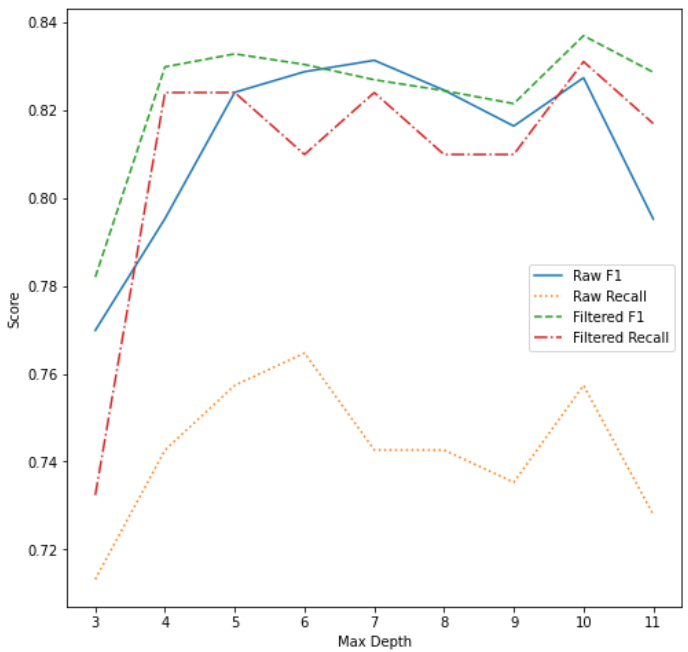 0.84
0.82
0.80
0.78
0.76
0.74
0.72
Score
3 4 5 6 7 8 9 10 11
Max Depth
Raw F1
Raw Recall
Filtered F1
Filtered Recall